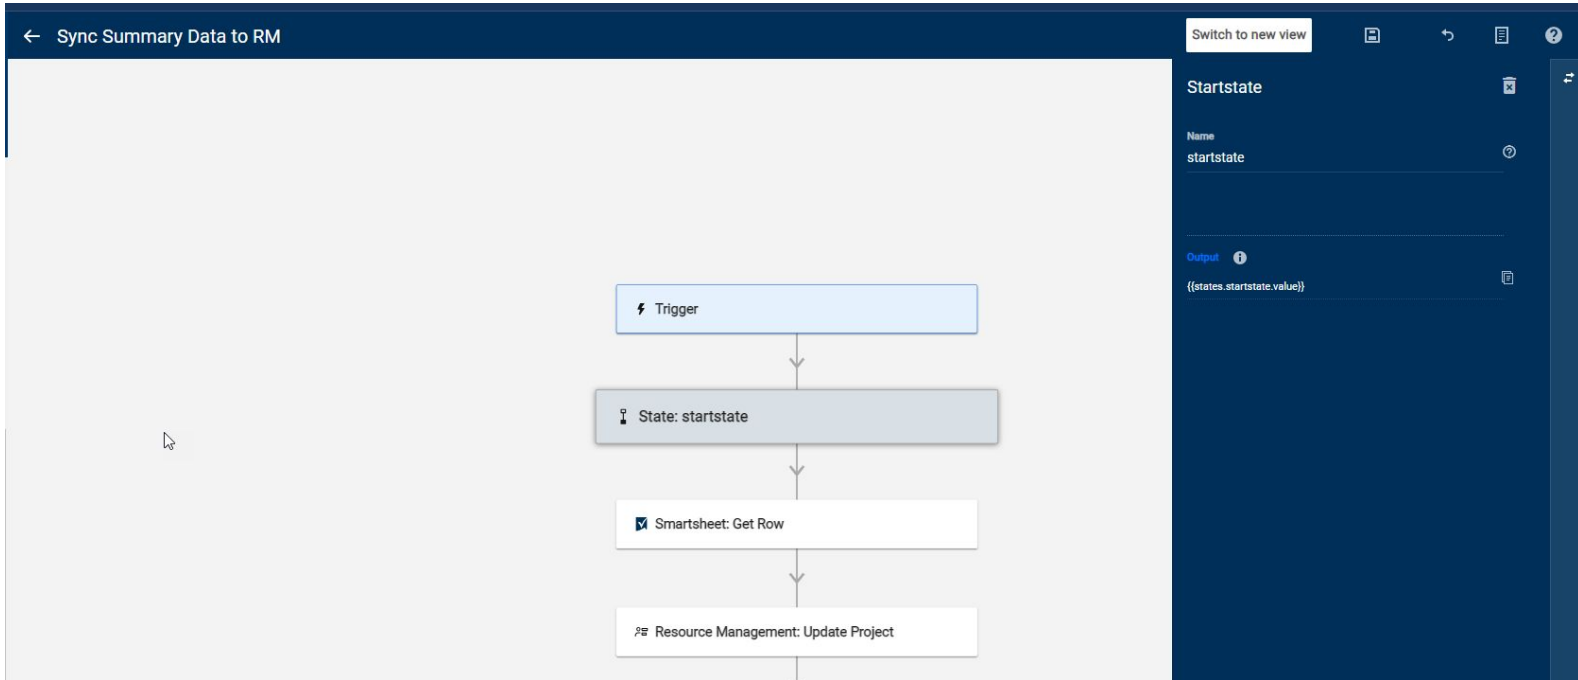 Sync Summary Data to RM
Switch to new view
Startstate
Name
startstate
Output
{{states.startstate.value}}
Trigger
State: startstate
Smartsheet: Get Row
Resource Management: Update Project